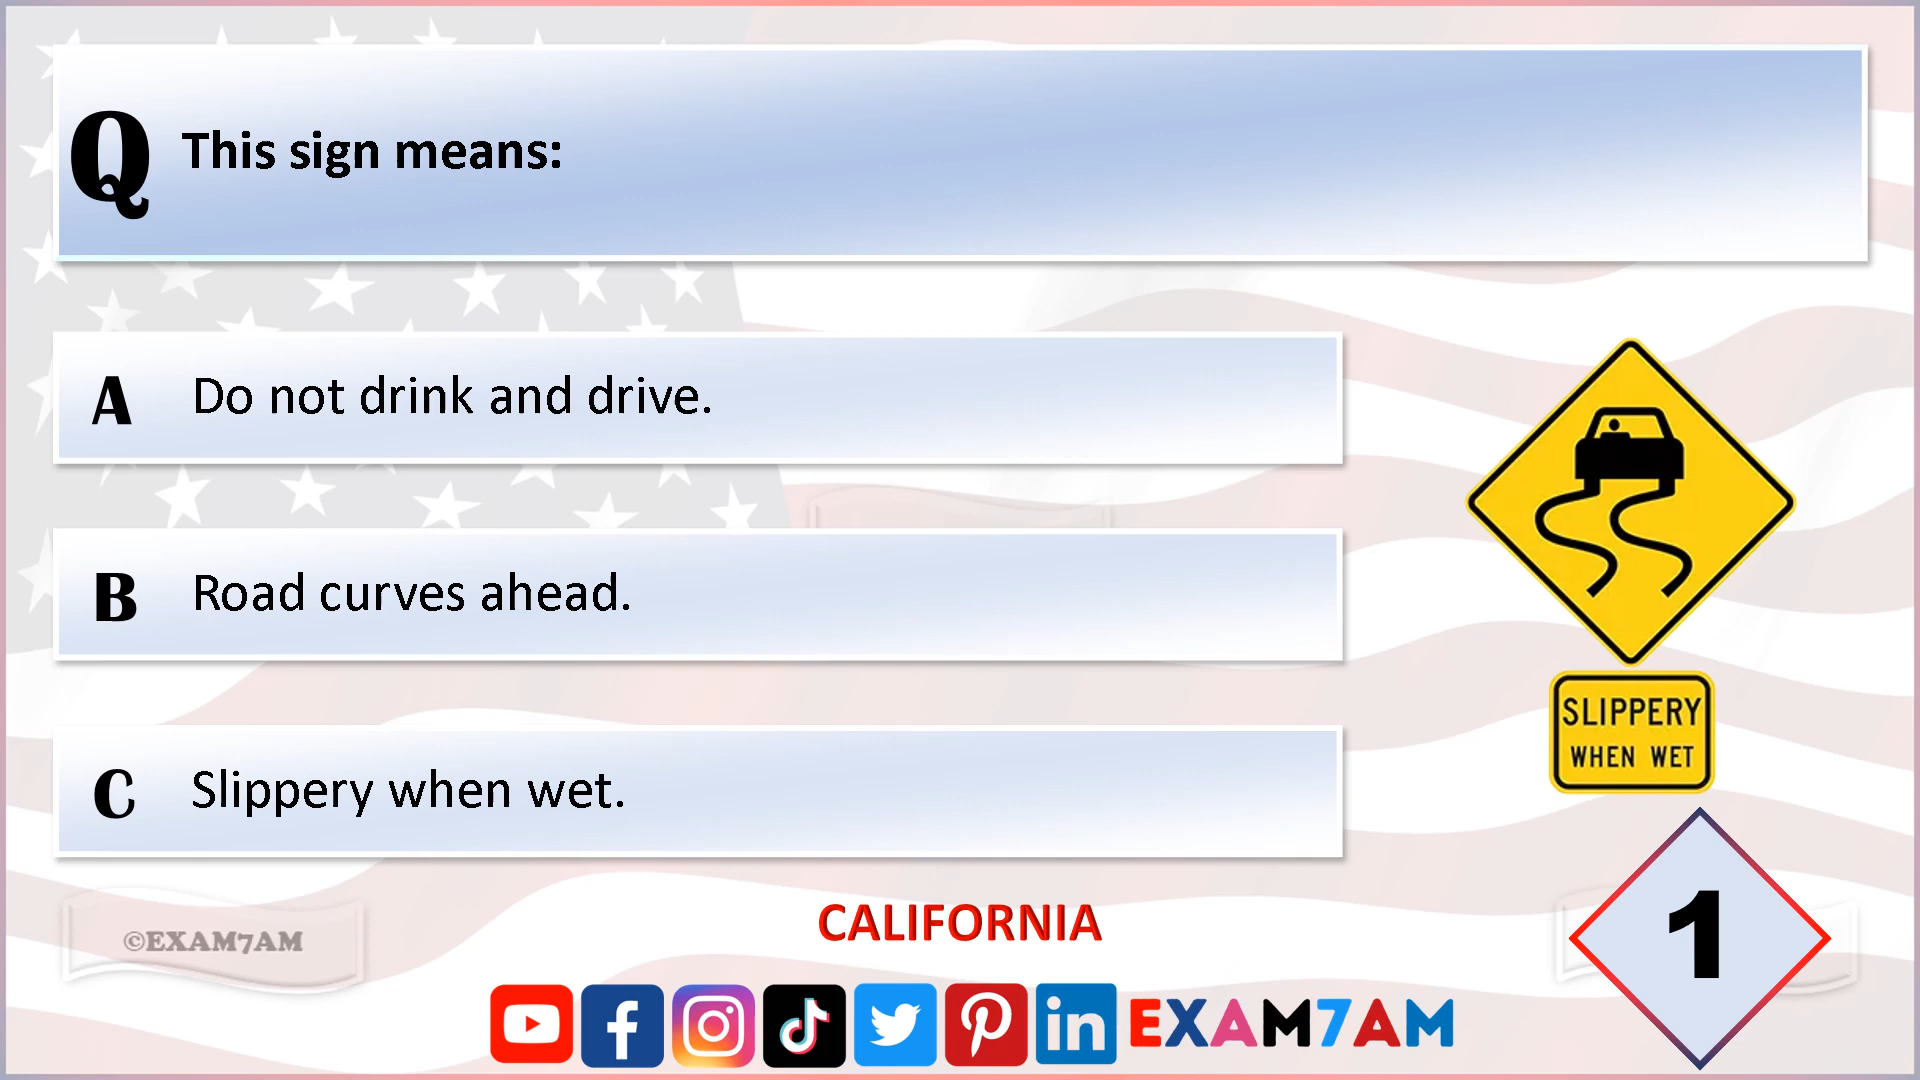 Q This sign means:
A Do not drink and drive.
B Road curves ahead.
C Slippery when wet.
SLIPPERY
WHEN WET
CALIFORNIA
©EXAM7AM
1
EXAM7AM